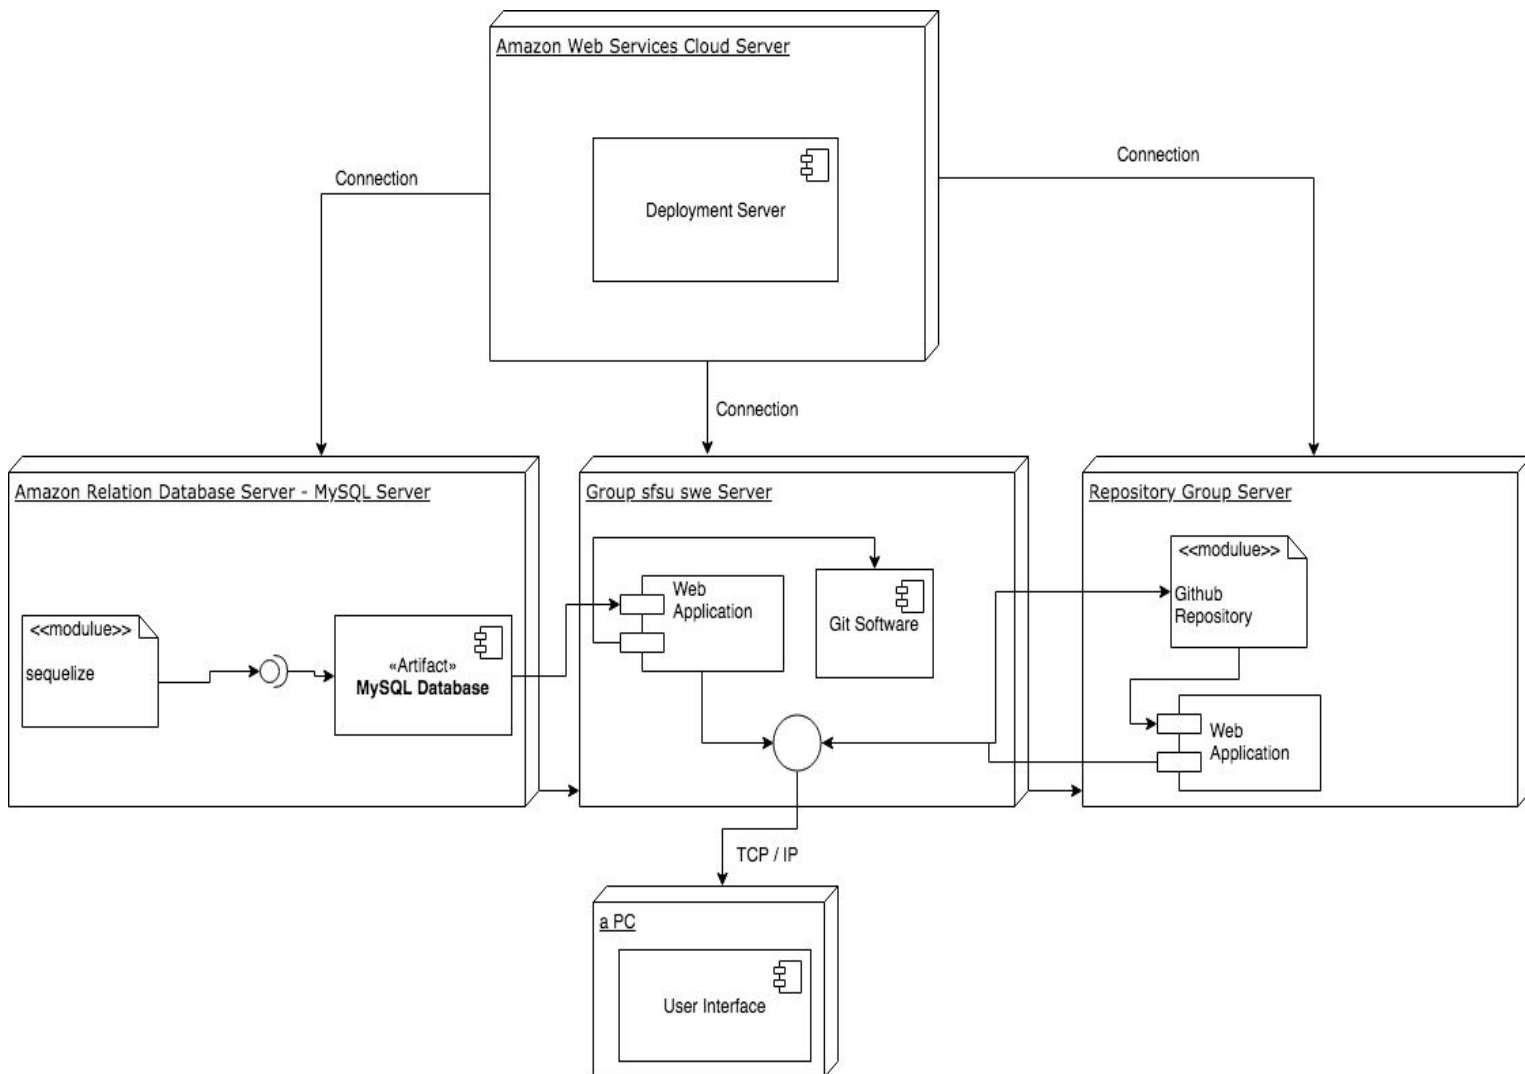 Amazon Web Services Cloud Server
Deployment Server
Connection
Connection
Connection
Amazon Relation Database Server - MySQL Server
<<modulue>>
sequelize
«Artifact»
MySQL Database
Group sfsu swe Server
Web
Application
Git Software
Repository Group Server
<<modulue>>
Github
Repository
Web
Application
TCP / IP
a PC
User Interface